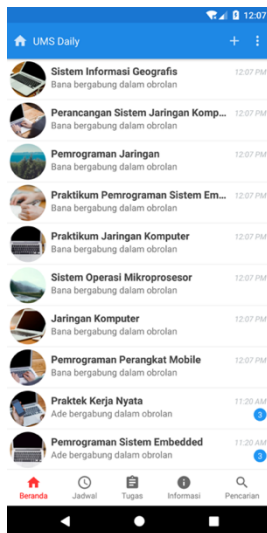 12:07
UMS Daily
Sistem Informasi Geografis 12:07 PM
Bana bergabung dalam obrolan
Perancangan Sistem Jaringan Komp... 12:07 PM
Bana bergabung dalam obrolan
Pemrograman Jaringan 12:07 PM
Bana bergabung dalam obrolan
Praktikum Pemrograman Sistem Em... 12:07 PM
Bana bergabung dalam obrolan
Praktikum Jaringan Komputer 12:07 PM
Bana bergabung dalam obrolan
Sistem Operasi Mikroprosesor 12:07 PM
Bana bergabung dalam obrolan
Jaringan Komputer 12:07 PM
Bana bergabung dalam obrolan
Pemrograman Perangkat Mobile 12:07 PM
Bana bergabung dalam obrolan
Praktek Kerja Nyata 11:20 AM
Ade bergabung dalam obrolan 3
Pemrograman Sistem Embedded 11:20 AM
Ade bergabung dalam obrolan 3
Beranda Jadwal Tugas Informasi Pencarian